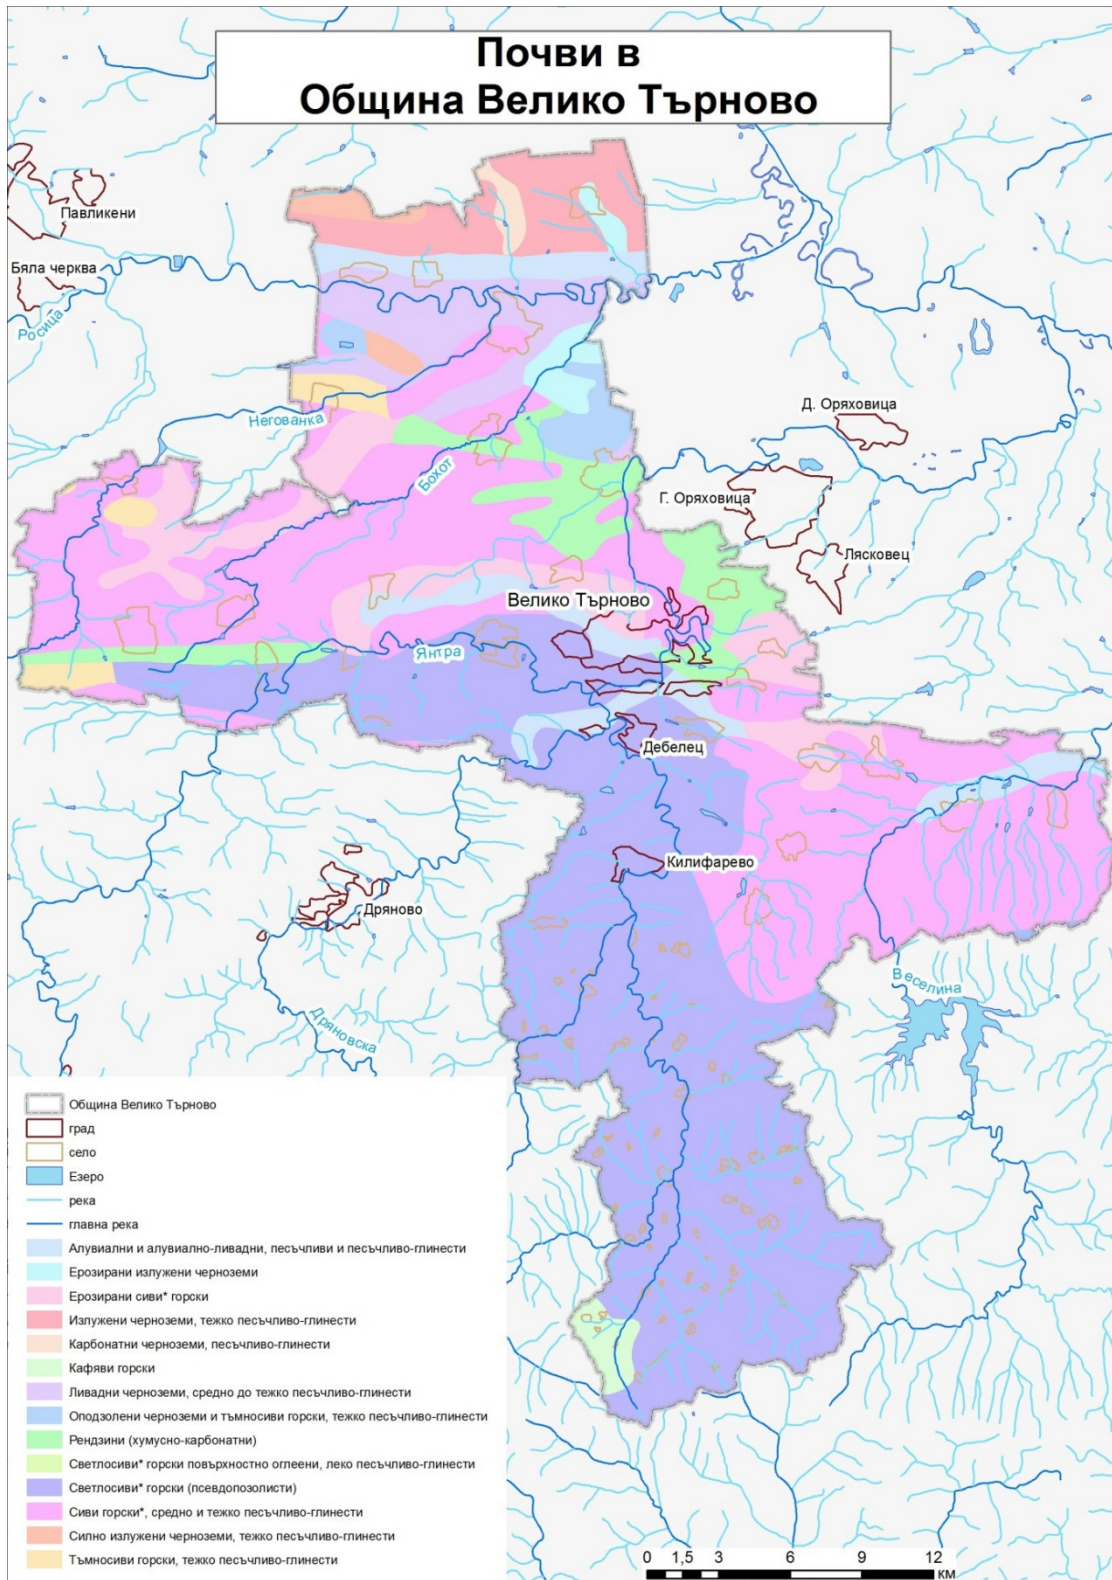 Почви в
Община Велико Търново
Павликени
Бяла черква
Росица
Д. Оряховица
Негованка
Бохот
Г. Оряховица
Лясковец
Велико Търново
Янтра
Дебелец
Килифарево
Дряново
Веселина
Дряновска
Община Велико Търново
град
село
Езеро
река
главна река
Алувиални и алувиално-ливадни, песъчливи и песъчливо-глинести
Ерозирани излужени черноземи
Ерозирани сиви* горски
Излужени черноземи, тежко песъчливо-глинести
Карбонатни черноземи, песъчливо-глинести
Кафяви горски
Ливадни черноземи, средно до тежко песъчливо-глинести
Оподзолени черноземи и тъмносиви горски, тежко песъчливо-глинести
Рендзини (хумусно-карбонатни)
Светлосиви* горски повърхностно оглеени, леко песъчливо-глинести
Светлосиви* горски (псевдоподзолисти)
Сиви горски*, средно и тежко песъчливо-глинести
Силно излужени черноземи, тежко песъчливо-глинести
Тъмносиви горски, тежко песъчливо-глинести
0 1,5 3 6 9 12
км